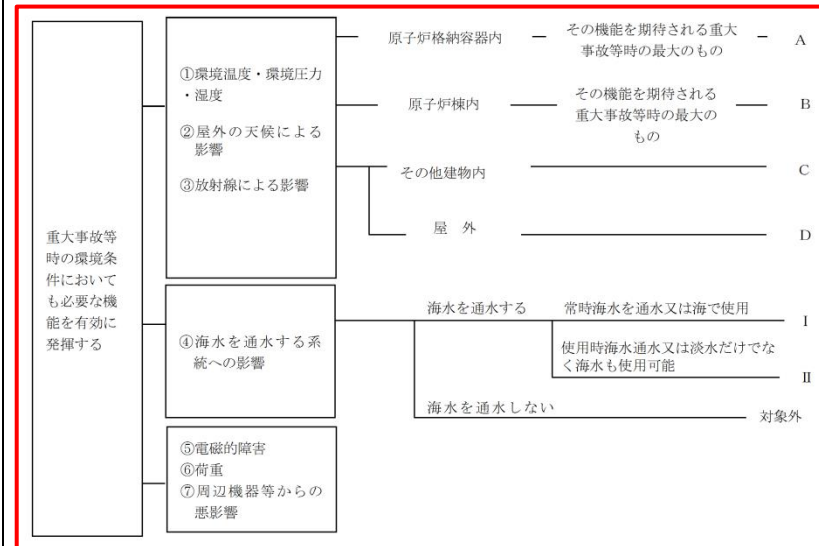 重大事故等
時の環境条
件において
も必要な機
能を有効に
発揮する
①環境温度・環境圧力
・湿度
②屋外の天候による
影響
③放射線による影響
原子炉格納容器内
その機能を期待される重大
事故等時の最大のもの
A
原子炉棟内
その機能を期待される
重大事故等時の最大の
もの
B
その他建物内
C
屋 外
D
④海水を通水する系
統への影響
海水を通水する
常時海水を通水又は海で使用
I
使用時海水通水又は淡水だけでな
く海水も使用可能
II
海水を通水しない
対象外
⑤電磁的障害
⑥荷重
⑦周辺機器等からの
悪影響